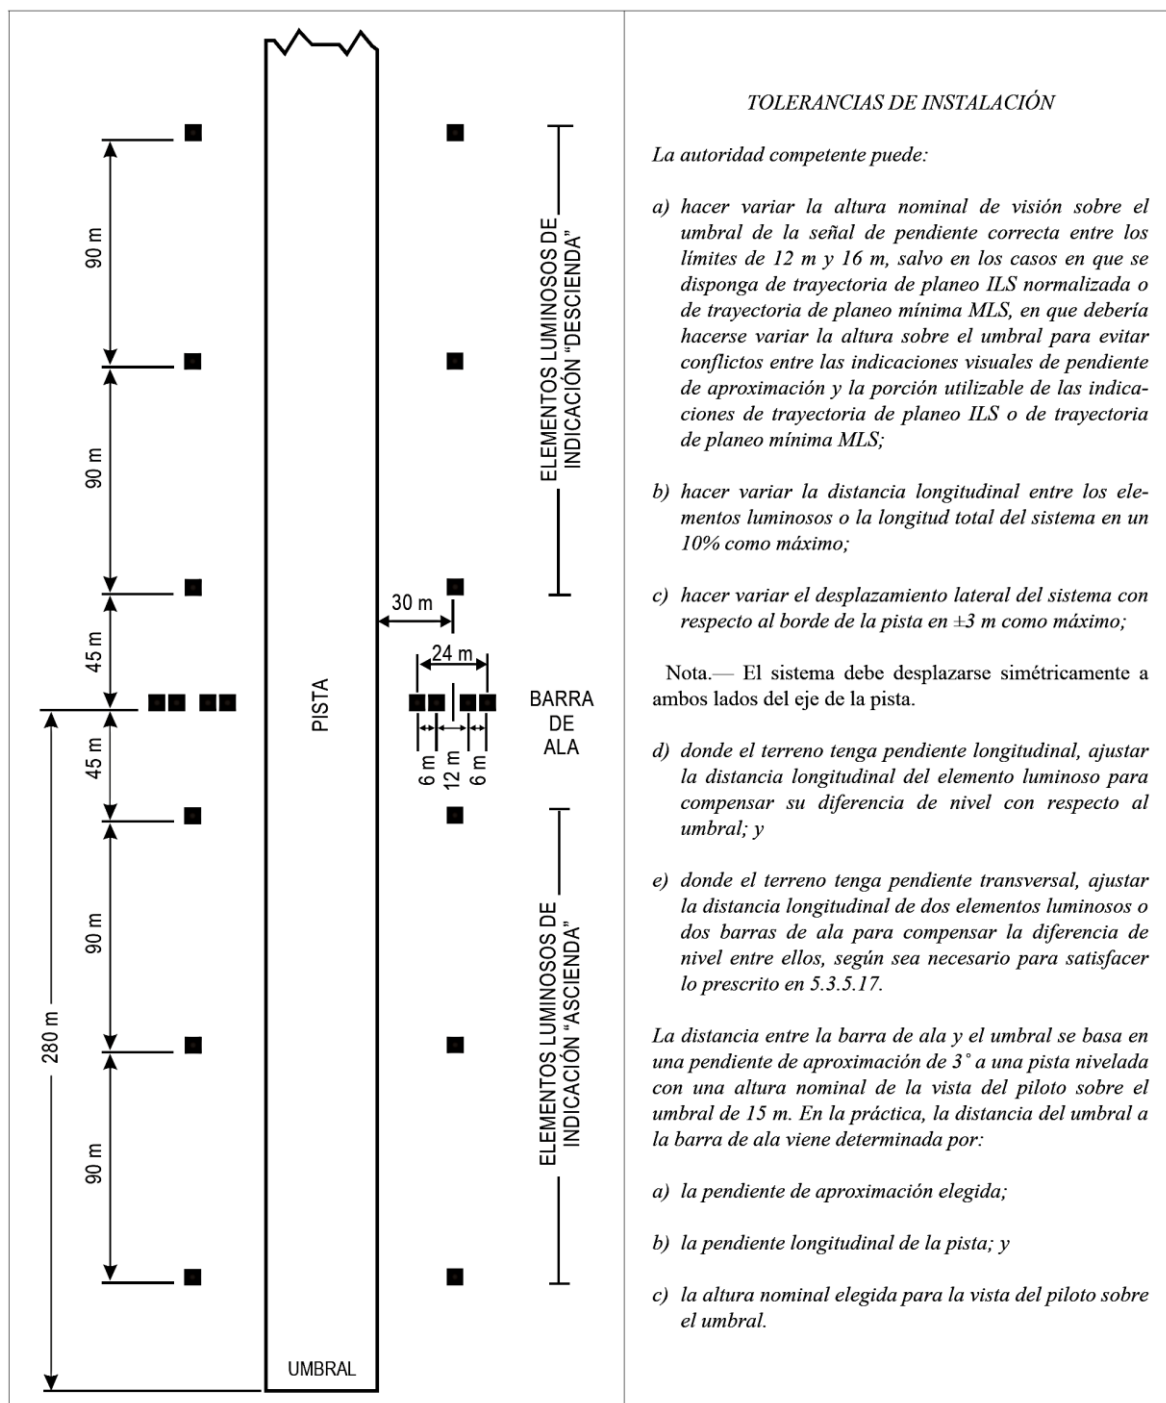 90 m
90 m
45 m
45 m
90 m
90 m
280 m
PISTA
UMBRAL
30 m
24 m
6 m
12 m
6 m
BARRA
DE
ALA
ELEMENTOS LUMINOSOS DE
INDICACIÓN “DESCIENDA”
ELEMENTOS LUMINOSOS DE
INDICACIÓN “ASCIENDA”
TOLERANCIAS DE INSTALACIÓN
La autoridad competente puede:
a) hacer variar la altura nominal de visión sobre el
umbral de la señal de pendiente correcta entre los
límites de 12 m y 16 m, salvo en los casos en que se
disponga de trayectoria de planeo ILS normalizada o
de trayectoria de planeo mínima MLS, en que debería
hacerse variar la altura sobre el umbral para evitar
conflictos entre las indicaciones visuales de pendiente
de aproximación y la porción utilizable de las indica-
ciones de trayectoria de planeo ILS o de trayectoria
de planeo mínima MLS;
b) hacer variar la distancia longitudinal entre los ele-
mentos luminosos o la longitud total del sistema en un
10% como máximo;
c) hacer variar el desplazamiento lateral del sistema con
respecto al borde de la pista en ±3 m como máximo;
Nota.— El sistema debe desplazarse simétricamente a
ambos lados del eje de la pista.
d) donde el terreno tenga pendiente longitudinal, ajustar
la distancia longitudinal del elemento luminoso para
compensar su diferencia de nivel con respecto al
umbral; y
e) donde el terreno tenga pendiente transversal, ajustar
la distancia longitudinal de dos elementos luminosos o
dos barras de ala para compensar la diferencia de
nivel entre ellos, según sea necesario para satisfacer
lo prescrito en 5.3.5.17.
La distancia entre la barra de ala y el umbral se basa en
una pendiente de aproximación de 3° a una pista nivelada
con una altura nominal de la vista del piloto sobre el
umbral de 15 m. En la práctica, la distancia del umbral a
la barra de ala viene determinada por:
a) la pendiente de aproximación elegida;
b) la pendiente longitudinal de la pista; y
c) la altura nominal elegida para la vista del piloto sobre
el umbral.